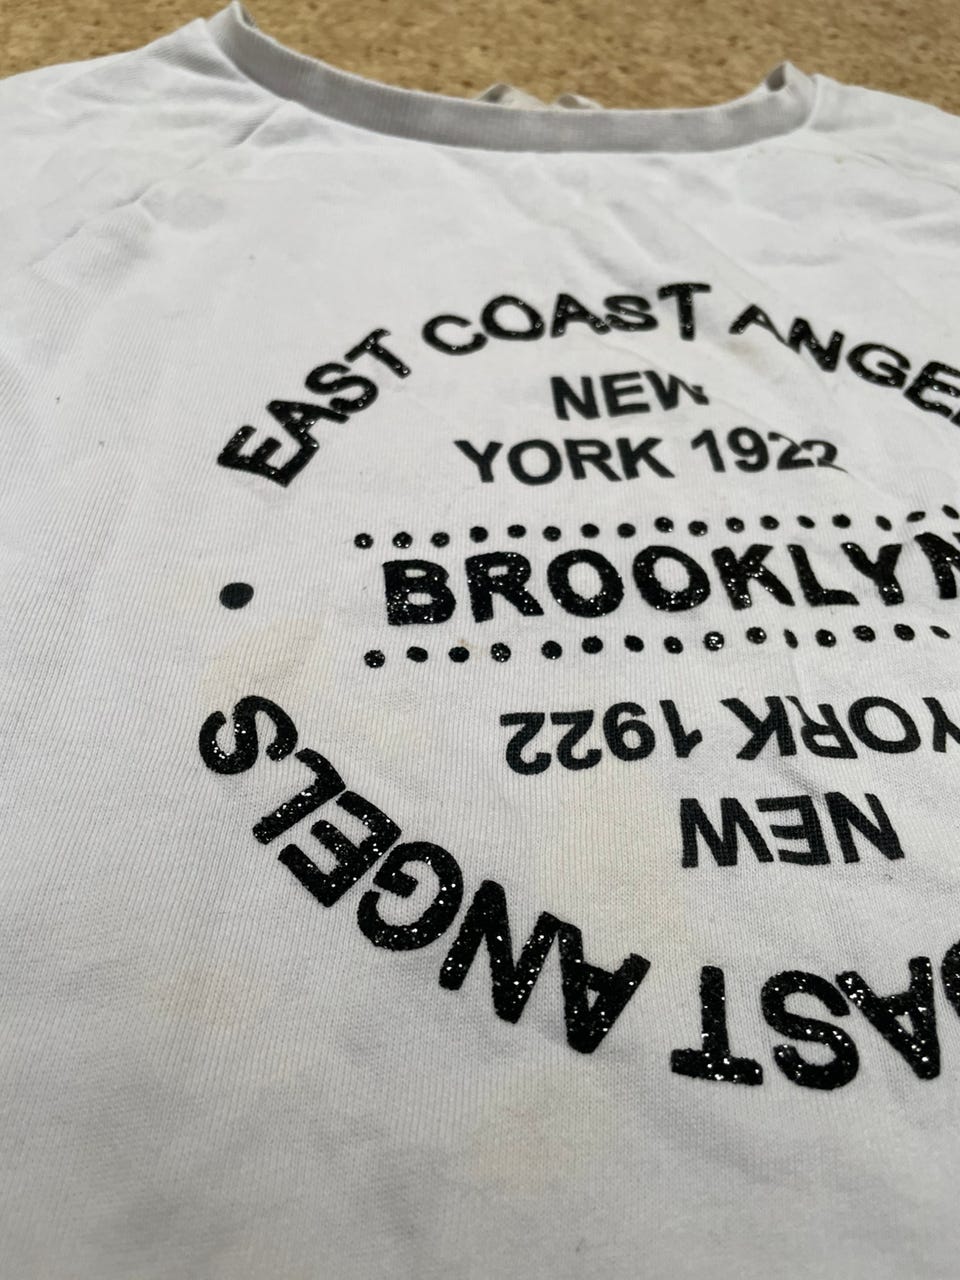 EAST COAST ANGE
NEW
YORK 1922
BROOKLYN
YORK 1922
NEW
AST ANGELS